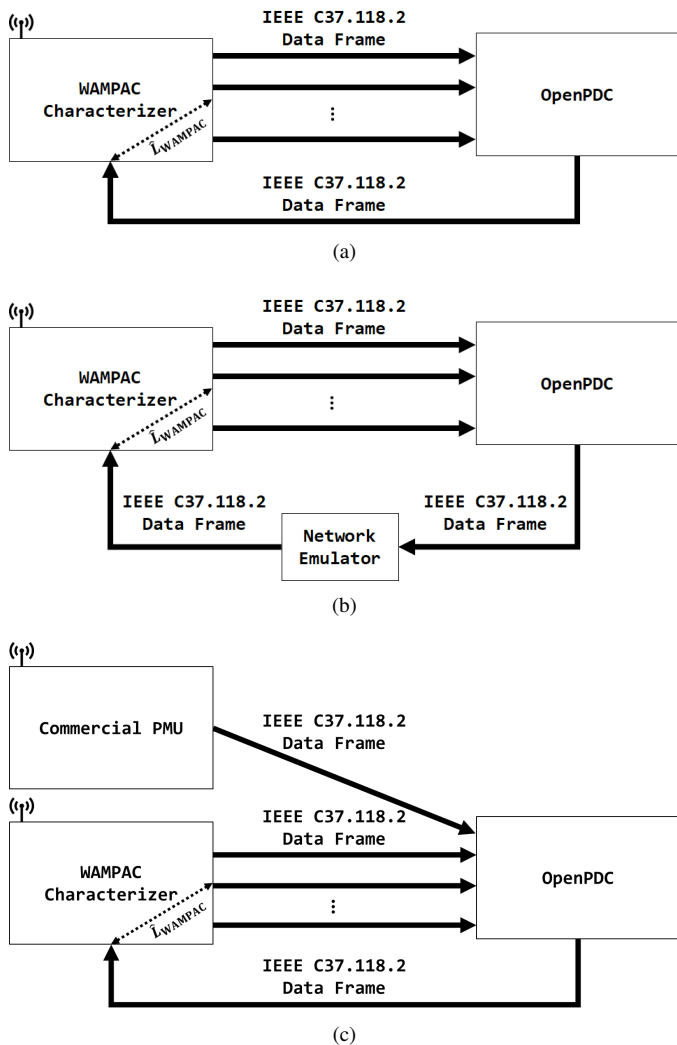 IEEE C37.118.2
Data Frame
WAMPAC
Characterizer
OpenPDC
L̂WAMPAC
⋮
IEEE C37.118.2
Data Frame
(a)
IEEE C37.118.2
Data Frame
WAMPAC
Characterizer
OpenPDC
L̂WAMPAC
⋮
IEEE C37.118.2
Data Frame
IEEE C37.118.2
Data Frame
Network
Emulator
(b)
Commercial PMU
IEEE C37.118.2
Data Frame
IEEE C37.118.2
Data Frame
WAMPAC
Characterizer
OpenPDC
L̂WAMPAC
⋮
IEEE C37.118.2
Data Frame
(c)